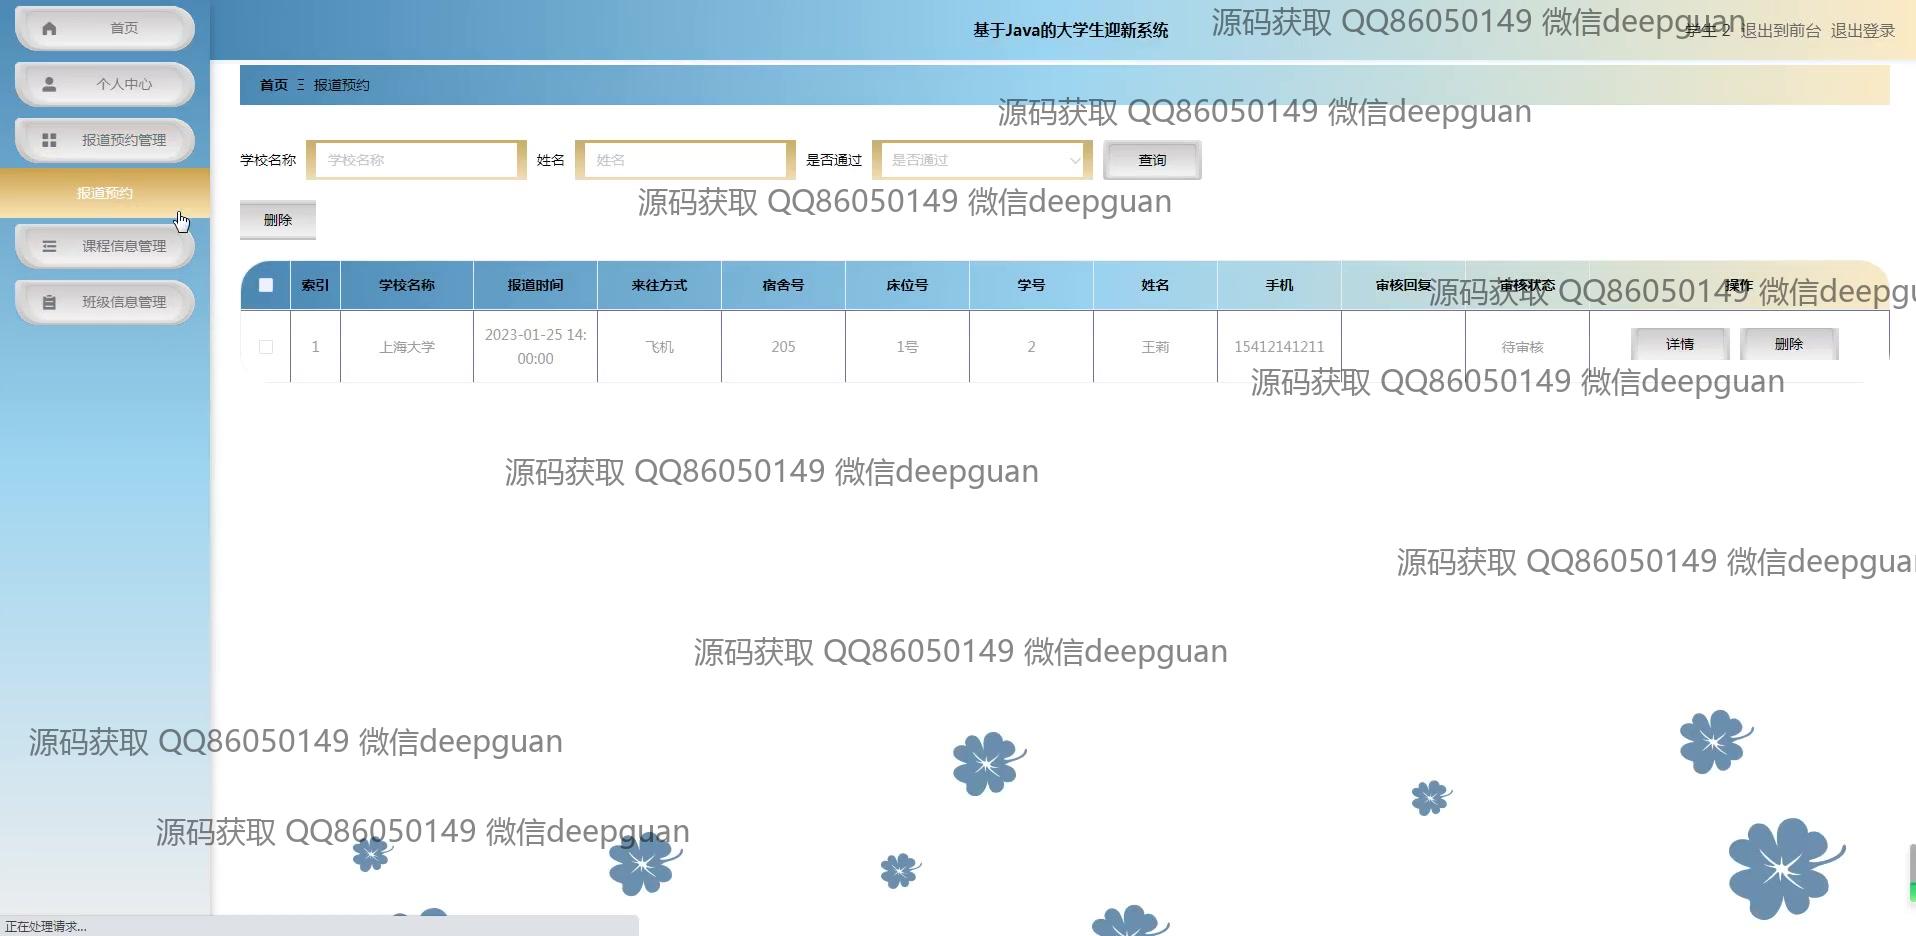 首页
个人中心
报道预约管理
报道预约
课程信息管理
班级信息管理
基于Java的大学生迎新系统
学生 2 退出到前台 退出登录
源码获取 QQ86050149 微信deepguan
首页 Ξ 报道预约
源码获取 QQ86050149 微信deepguan
学校名称 学校名称 姓名 姓名 是否通过 是否通过 查询
源码获取 QQ86050149 微信deepguan
删除
索引 学校名称 报道时间 来往方式 宿舍号 床位号 学号 姓名 手机 审核回复 审核状态 操作
源码获取 QQ86050149 微信deepgu
1 上海大学 2023-01-25 14:00:00 飞机 205 1号 2 王莉 15412141211 待审核 详情 删除
源码获取 QQ86050149 微信deepguan
源码获取 QQ86050149 微信deepguan
源码获取 QQ86050149 微信deepguan
源码获取 QQ86050149 微信deepguan
源码获取 QQ86050149 微信deepguan
源码获取 QQ86050149 微信deepguan
正在处理请求...